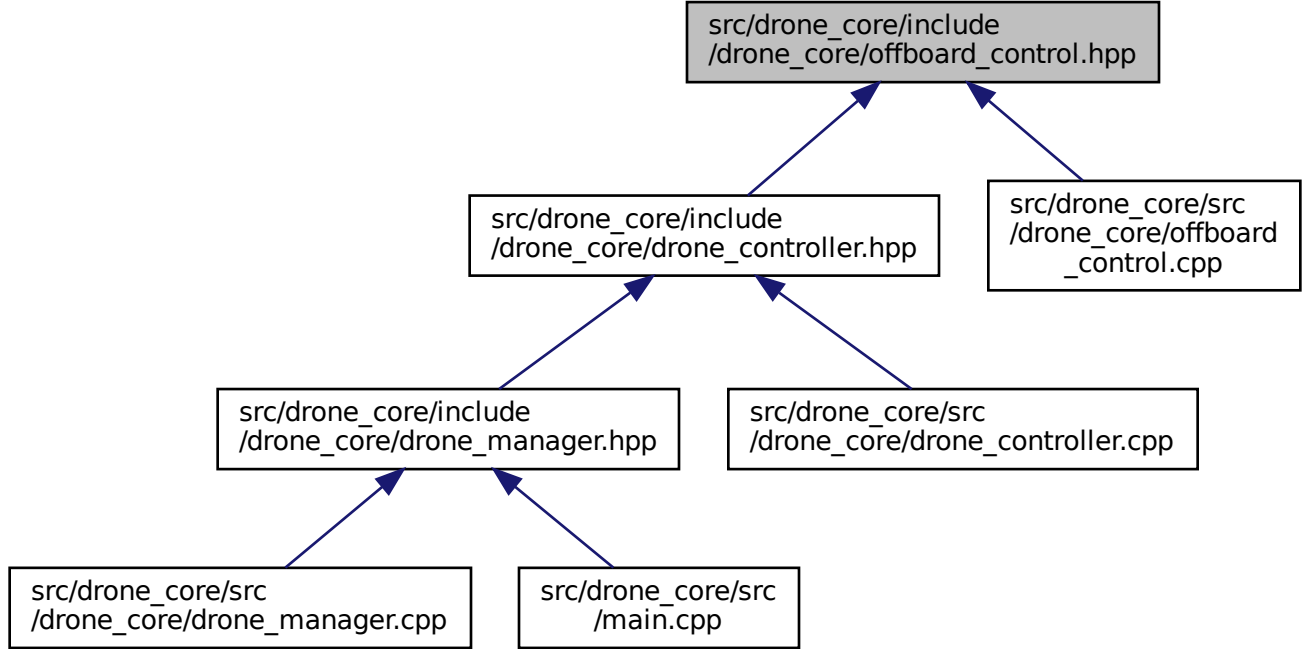 src/drone_core/include
/drone_core/offboard_control.hpp
src/drone_core/include
/drone_core/drone_controller.hpp
src/drone_core/src
/drone_core/offboard
_control.cpp
src/drone_core/include
/drone_core/drone_manager.hpp
src/drone_core/src
/drone_core/drone_controller.cpp
src/drone_core/src
/drone_core/drone_manager.cpp
src/drone_core/src
/main.cpp